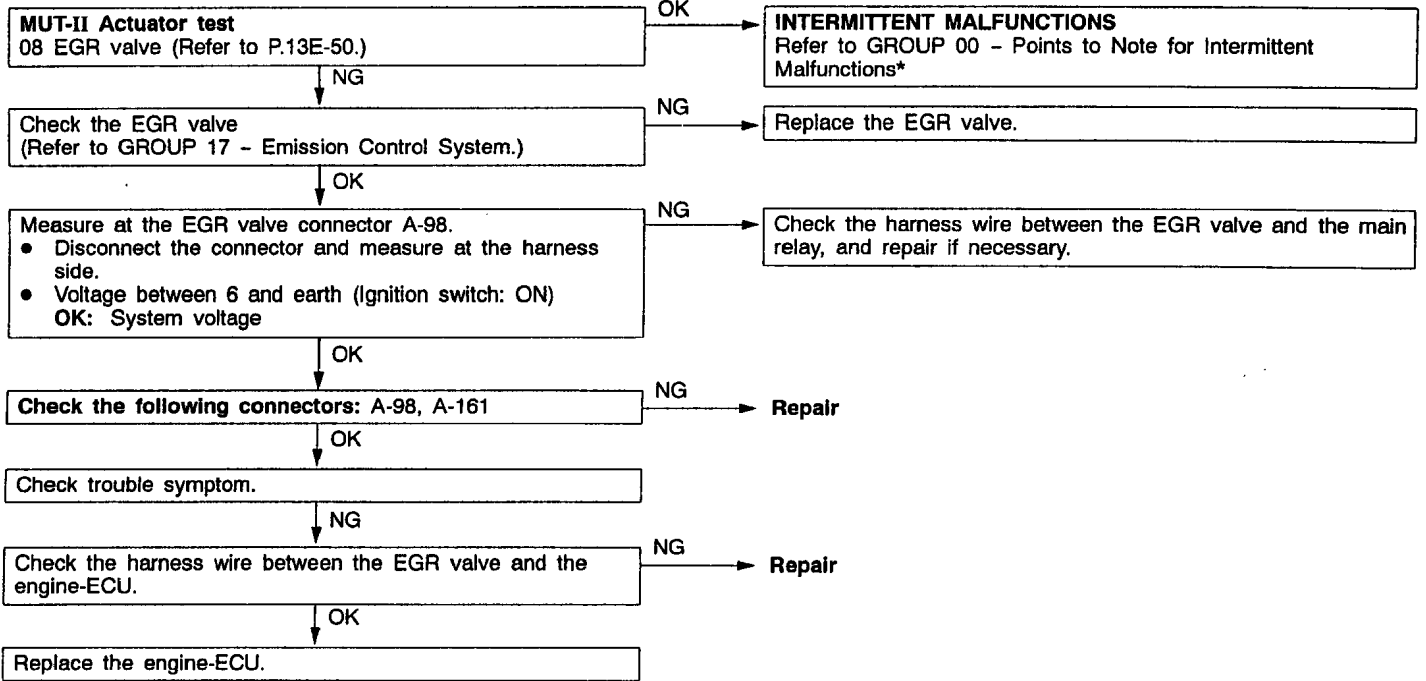 MUT-II Actuator test
08 EGR valve (Refer to P.13E-50.)
OK
INTERMITTENT MALFUNCTIONS
Refer to GROUP 00 – Points to Note for Intermittent
Malfunctions*
NG
Check the EGR valve
(Refer to GROUP 17 – Emission Control System.)
NG
Replace the EGR valve.
OK
Measure at the EGR valve connector A-98.
● Disconnect the connector and measure at the harness
side.
● Voltage between 6 and earth (Ignition switch: ON)
OK: System voltage
NG
Check the harness wire between the EGR valve and the main
relay, and repair if necessary.
OK
Check the following connectors: A-98, A-161
NG
Repair
OK
Check trouble symptom.
NG
Check the harness wire between the EGR valve and the
engine-ECU.
NG
Repair
OK
Replace the engine-ECU.